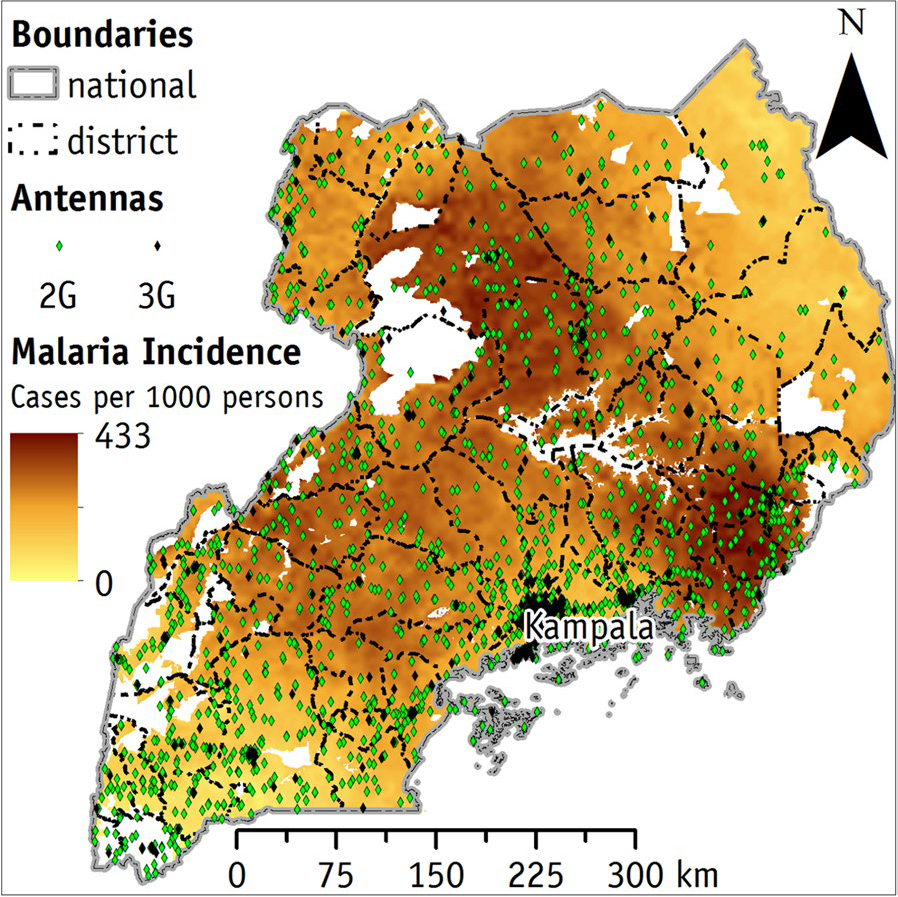 Boundaries
national
district
Antennas
2G 3G
Malaria Incidence
Cases per 1000 persons
433
0
N
Kampala
0 75 150 225 300 km